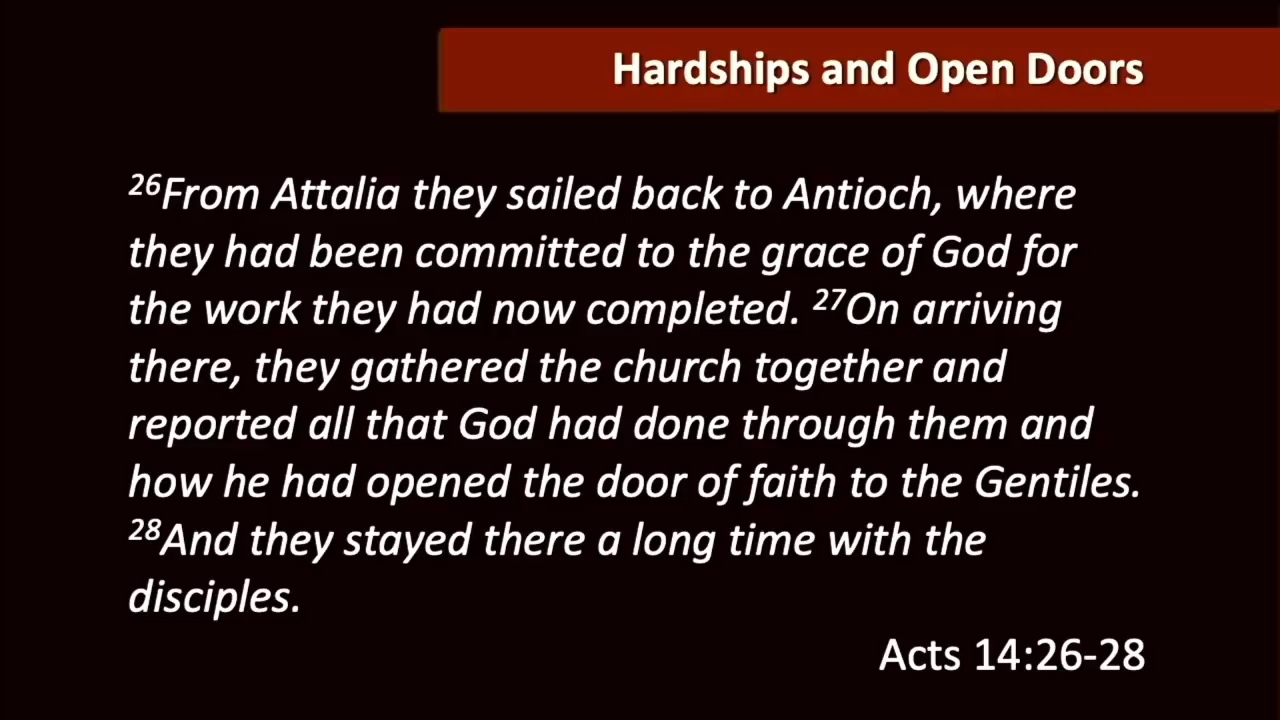 Hardships and Open Doors
²⁶From Attalia they sailed back to Antioch, where
they had been committed to the grace of God for
the work they had now completed. ²⁷On arriving
there, they gathered the church together and
reported all that God had done through them and
how he had opened the door of faith to the Gentiles.
²⁸And they stayed there a long time with the
disciples.
Acts 14:26-28